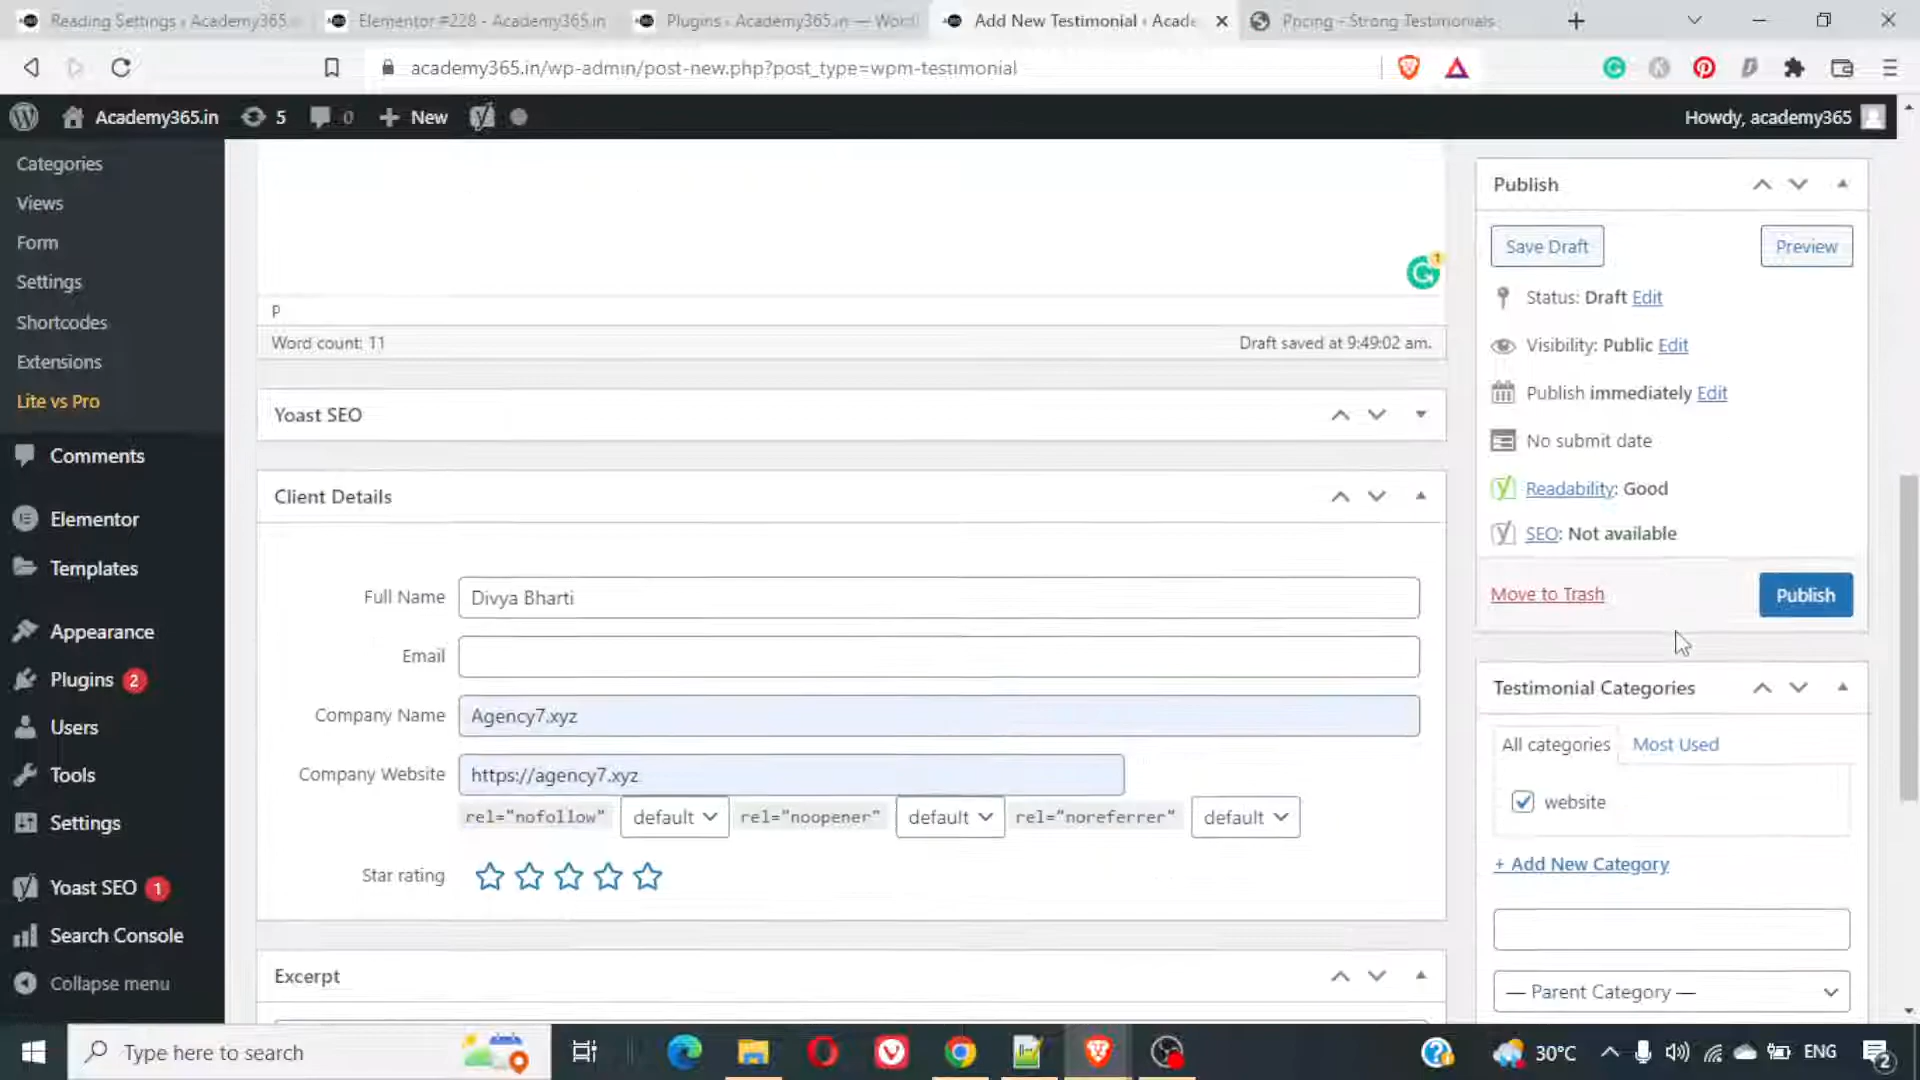 Reading Settings ‹ Academy365.in
Elementor #228 - Academy365.in
Plugins ‹ Academy365.in — Word
Add New Testimonial ‹ Acade
Pricing - Strong Testimonials
academy365.in/wp-admin/post-new.php?post_type=wpm-testimonial
Academy365.in
5
0
New
Howdy, academy365
Categories
Views
Form
Settings
Shortcodes
Extensions
Lite vs Pro
Comments
Elementor
Templates
Appearance
Plugins 2
Users
Tools
Settings
Yoast SEO 1
Search Console
Collapse menu
1
P
Word count: 11
Draft saved at 9:49:02 am.
Yoast SEO
Client Details
Full Name
Divya Bharti
Email
Company Name
Agency7.xyz
Company Website
https://agency7.xyz
rel="nofollow" default rel="noopener" default rel="noreferrer" default
Star rating
Excerpt
Publish
Save Draft
Preview
Status: Draft Edit
Visibility: Public Edit
Publish immediately Edit
No submit date
Readability: Good
SEO: Not available
Move to Trash
Publish
Testimonial Categories
All categories
Most Used
website
+ Add New Category
— Parent Category —
Type here to search
30°C
ENG
2